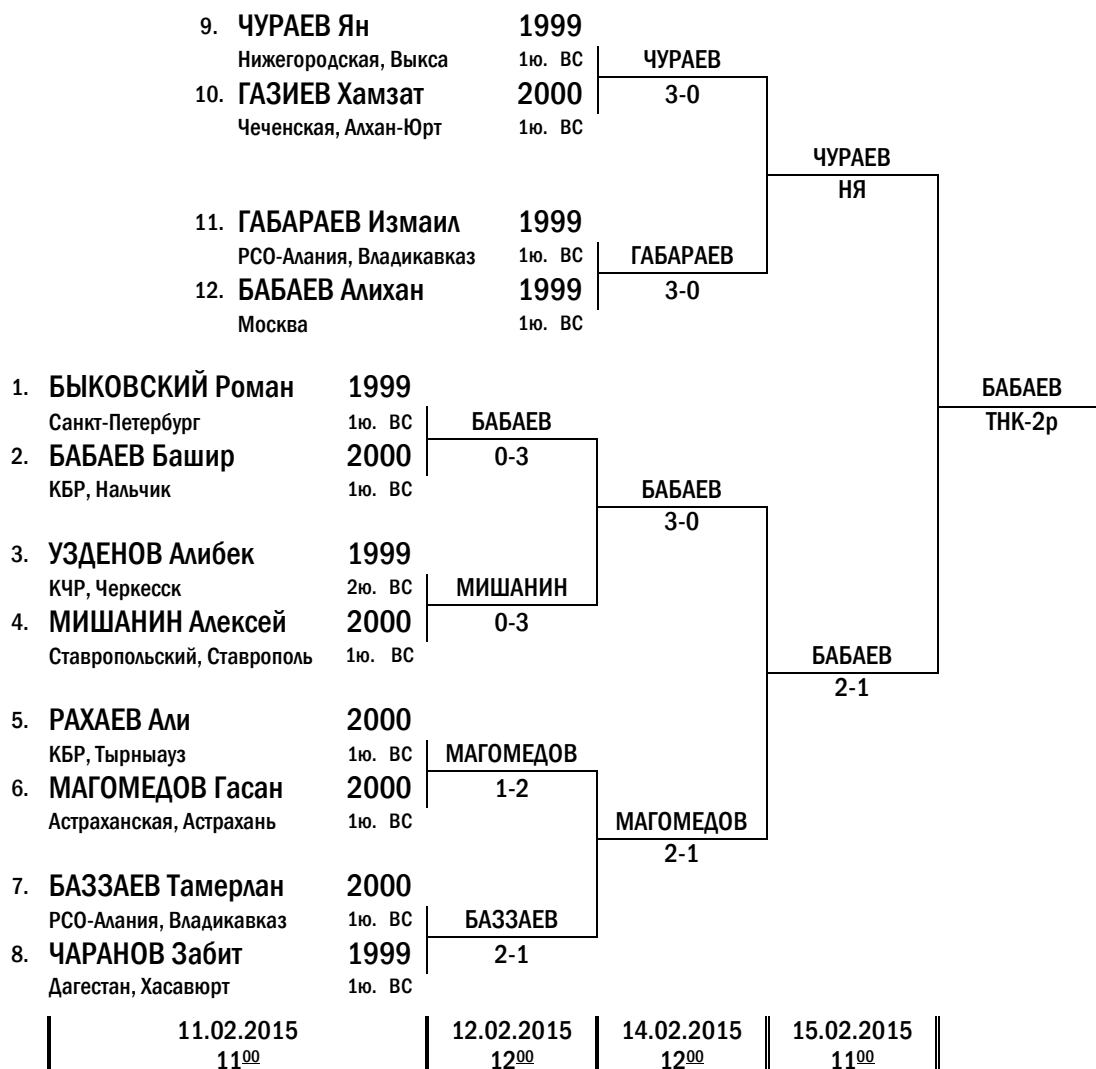 9. ЧУРАЕВ Ян 1999
Нижегородская, Выкса 1ю. ВС ЧУРАЕВ
10. ГАЗИЕВ Хамзат 2000 3-0
Чеченская, Алхан-Юрт 1ю. ВС
ЧУРАЕВ
НЯ
11. ГАБАРАЕВ Измаил 1999
РСО-Алания, Владикавказ 1ю. ВС ГАБАРАЕВ
12. БАБАЕВ Алихан 1999 3-0
Москва 1ю. ВС
1. БЫКОВСКИЙ Роман 1999 БАБАЕВ
Санкт-Петербург 1ю. ВС БАБАЕВ ТНК-2р
2. БАБАЕВ Башир 2000 0-3
КБР, Нальчик 1ю. ВС БАБАЕВ
3-0
3. УЗДЕНОВ Алибек 1999
КЧР, Черкесск 2ю. ВС МИШАНИН
4. МИШАНИН Алексей 2000 0-3
Ставропольский, Ставрополь 1ю. ВС БАБАЕВ
2-1
5. РАХАЕВ Али 2000
КБР, Тырныауз 1ю. ВС МАГОМЕДОВ
6. МАГОМЕДОВ Гасан 2000 1-2
Астраханская, Астрахань 1ю. ВС МАГОМЕДОВ
2-1
7. БАЗЗАЕВ Тамерлан 2000
РСО-Алания, Владикавказ 1ю. ВС БАЗЗАЕВ
8. ЧАРАНОВ Забит 1999 2-1
Дагестан, Хасавюрт 1ю. ВС
11.02.2015 12.02.2015 14.02.2015 15.02.2015
1100 1200 1200 1100